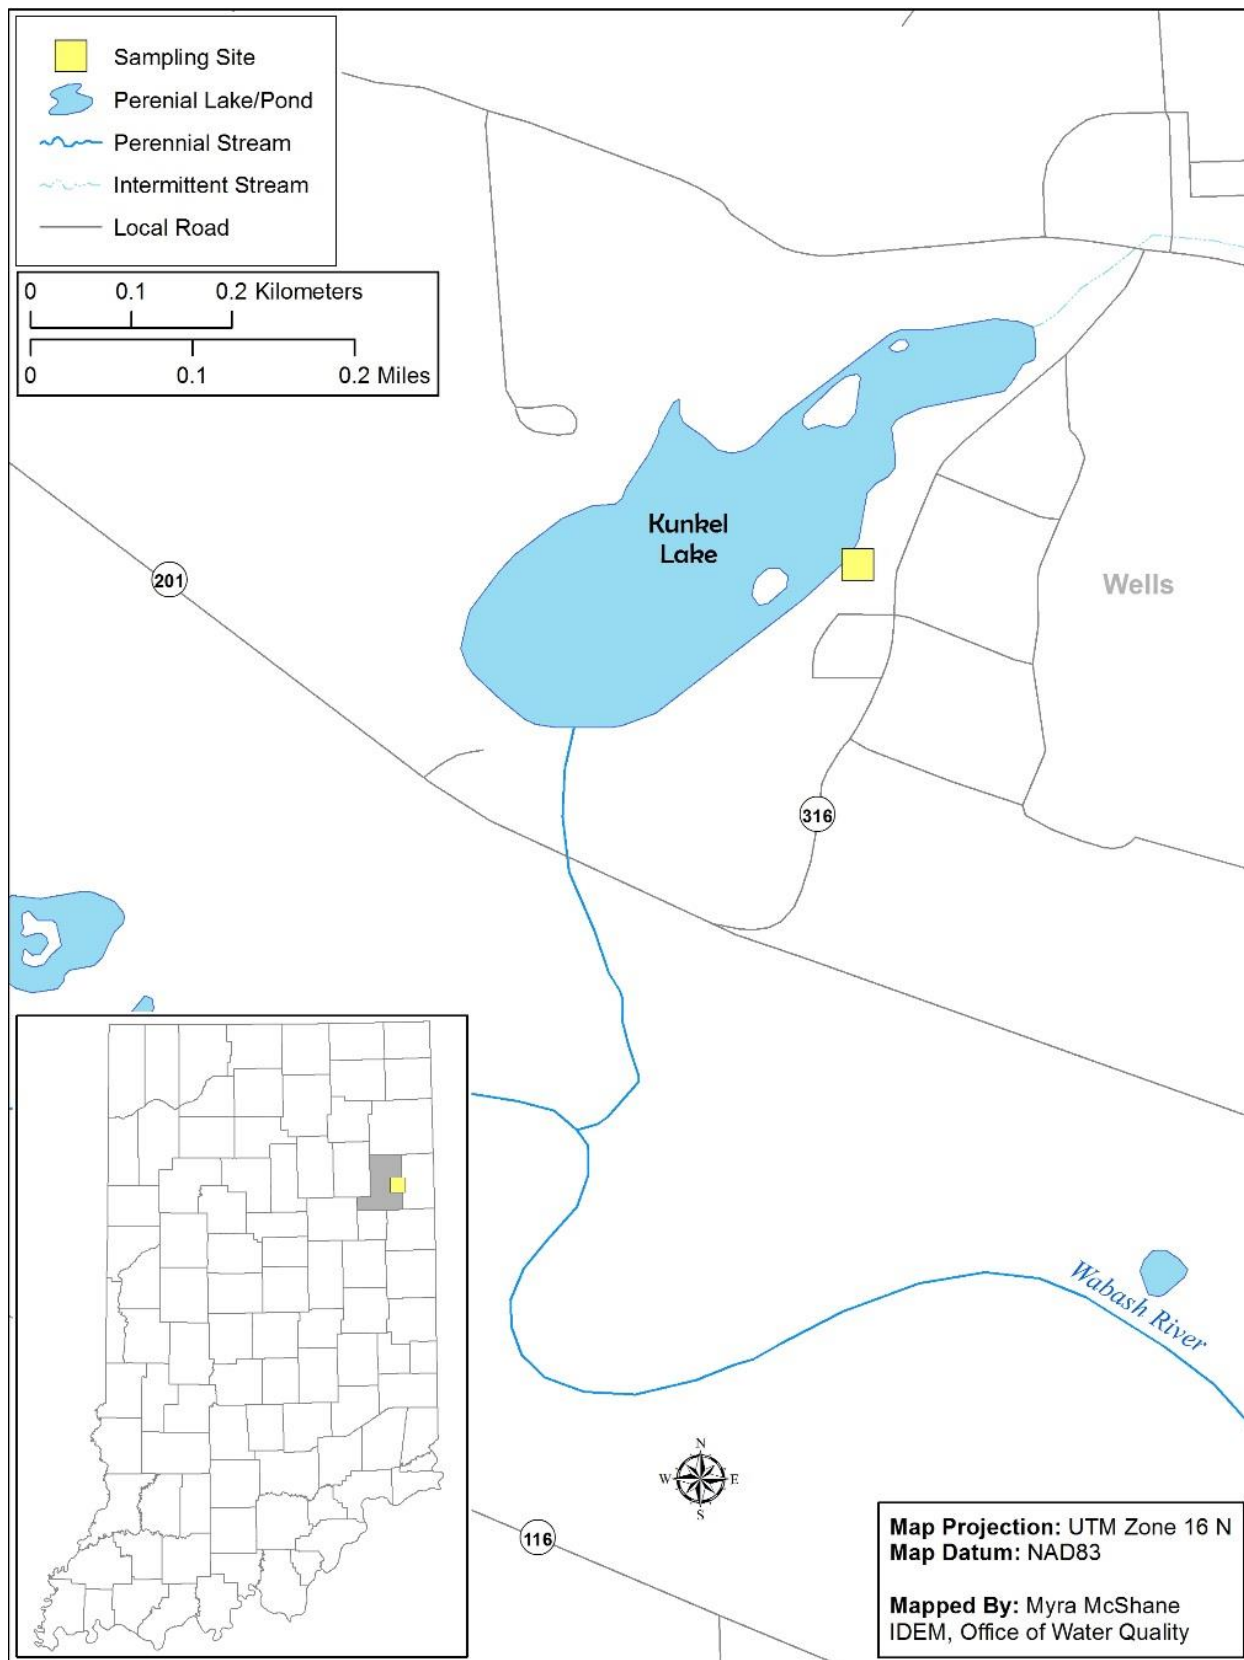 Sampling Site
Perenial Lake/Pond
Perennial Stream
Intermittent Stream
Local Road
0 0.1 0.2 Kilometers
0 0.1 0.2 Miles
Kunkel
Lake
201
Wells
316
Wabash River
N
W E
S
116
Map Projection: UTM Zone 16 N
Map Datum: NAD83
Mapped By: Myra McShane
IDEM, Office of Water Quality